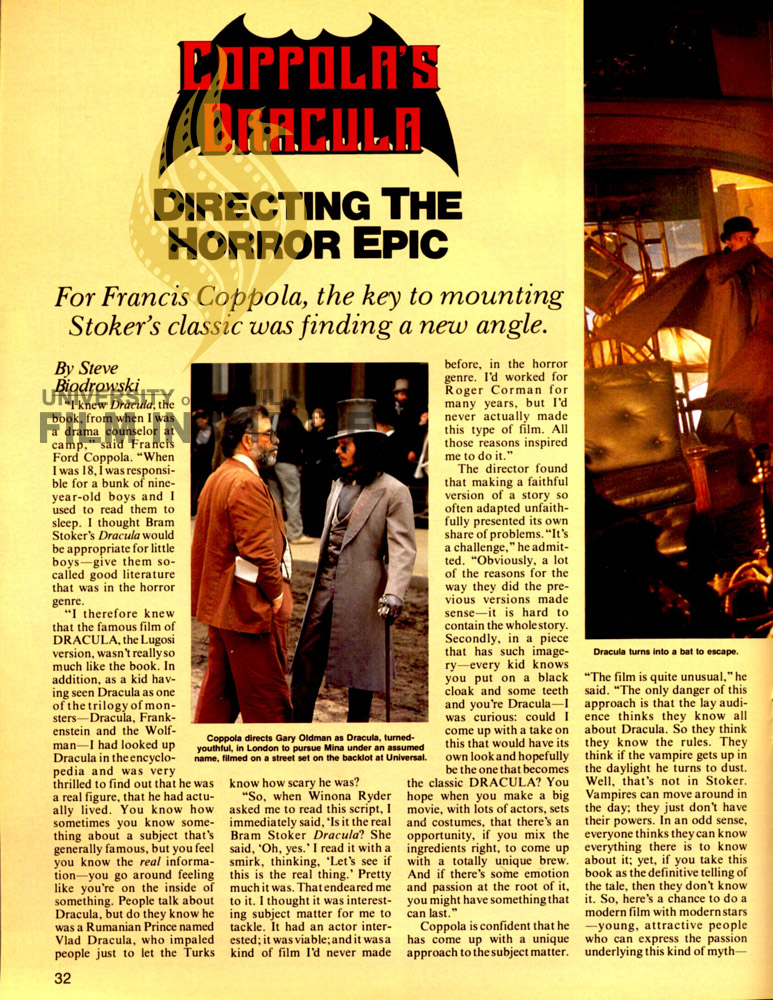 COPPOLA'S
DRACULA
DIRECTING THE
HORROR EPIC
For Francis Coppola, the key to mounting
Stoker's classic was finding a new angle.
By Steve
Biodrowski
"I knew Dracula, the
book, from when I was
a drama counselor at
camp," said Francis
Ford Coppola. "When
I was 18, I was responsi-
ble for a bunk of nine-
year-old boys and I
used to read them to
sleep. I thought Bram
Stoker's Dracula would
be appropriate for little
boys—give them so-
called good literature
that was in the horror
genre.
"I therefore knew
that the famous film of
DRACULA, the Lugosi
version, wasn't really so
much like the book. In
addition, as a kid hav-
ing seen Dracula as one
of the trilogy of mon-
sters—Dracula, Frank-
enstein and the Wolf-
man—I had looked up
Dracula in the encyclo-
pedia and was very
thrilled to find out that he was
a real figure, that he had actu-
ally lived. You know how
sometimes you know some-
thing about a subject that's
generally famous, but you feel
you know the real informa-
tion—you go around feeling
like you're on the inside of
something. People talk about
Dracula, but do they know he
was a Rumanian Prince named
Vlad Dracula, who impaled
people just to let the Turks
Coppola directs Gary Oldman as Dracula, turned-
youthful, in London to pursue Mina under an assumed
name, filmed on a street set on the backlot at Universal.
know how scary he was?
"So, when Winona Ryder
asked me to read this script, I
immediately said, 'Is it the real
Bram Stoker Dracula? She
said, 'Oh, yes.' I read it with a
smirk, thinking, 'Let's see if
this is the real thing.' Pretty
much it was. That endeared me
to it. I thought it was interest-
ing subject matter for me to
tackle. It had an actor inter-
ested; it was viable; and it was a
kind of film I'd never made
before, in the horror
genre. I'd worked for
Roger Corman for
many years, but I'd
never actually made
this type of film. All
those reasons inspired
me to do it."
The director found
that making a faithful
version of a story so
often adapted unfaith-
fully presented its own
share of problems. "It's
a challenge," he admit-
ted. "Obviously, a lot
of the reasons for the
way they did the pre-
vious versions made
sense—it is hard to
contain the whole story.
Secondly, in a piece
that has such image-
ry—every kid knows
you put on a black
cloak and some teeth
and you're Dracula—I
was curious: could I
come up with a take on
this that would have its
own look and hopefully
be the one that becomes
the classic DRACULA? You
hope when you make a big
movie, with lots of actors, sets
and costumes, that there's an
opportunity, if you mix the
ingredients right, to come up
with a totally unique brew.
And if there's some emotion
and passion at the root of it,
you might have something that
can last."
Coppola is confident that he
has come up with a unique
approach to the subject matter.
Dracula turns into a bat to escape.
"The film is quite unusual," he
said. "The only danger of this
approach is that the lay audi-
ence thinks they know all
about Dracula. So they think
they know the rules. They
think if the vampire gets up in
the daylight he turns to dust.
Well, that's not in Stoker.
Vampires can move around in
the day; they just don't have
their powers. In an odd sense,
everyone thinks they can know
everything there is to know
about it; yet, if you take this
book as the definitive telling of
the tale, then they don't know
it. So, here's a chance to do a
modern film with modern stars
—young, attractive people
who can express the passion
underlying this kind of myth—
32
UNIVERSITY OF
FILM